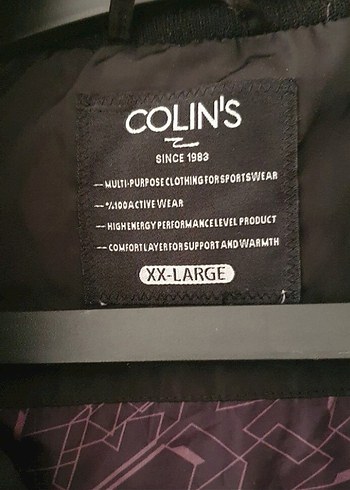 COLIN'S
SINCE 1983
-- MULTI-PURPOSE CLOTHING FOR SPORTSWEAR
-- %100 ACTIVE WEAR
-- HIGH ENERGY PERFORMANCE LEVEL PRODUCT
-- COMFORT LAYER FOR SUPPORT AND WARMTH
XX-LARGE